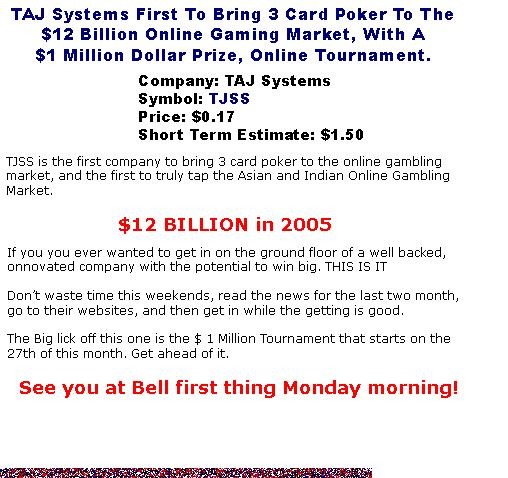 TAJ Systems First To Bring 3 Card Poker To The
$12 Billion Online Gaming Market, With A
$1 Million Dollar Prize, Online Tournament.
Company: TAJ Systems
Symbol: TJSS
Price: $0.17
Short Term Estimate: $1.50
TJSS is the first company to bring 3 card poker to the online gambling
market, and the first to truly tap the Asian and Indian Online Gambling
Market.
$12 BILLION in 2005
If you you ever wanted to get in on the ground floor of a well backed,
onnovated company with the potential to win big. THIS IS IT
Don't waste time this weekends, read the news for the last two month,
go to their websites, and then get in while the getting is good.
The Big lick off this one is the $ 1 Million Tournament that starts on the
27th of this month. Get ahead of it.
See you at Bell first thing Monday morning!